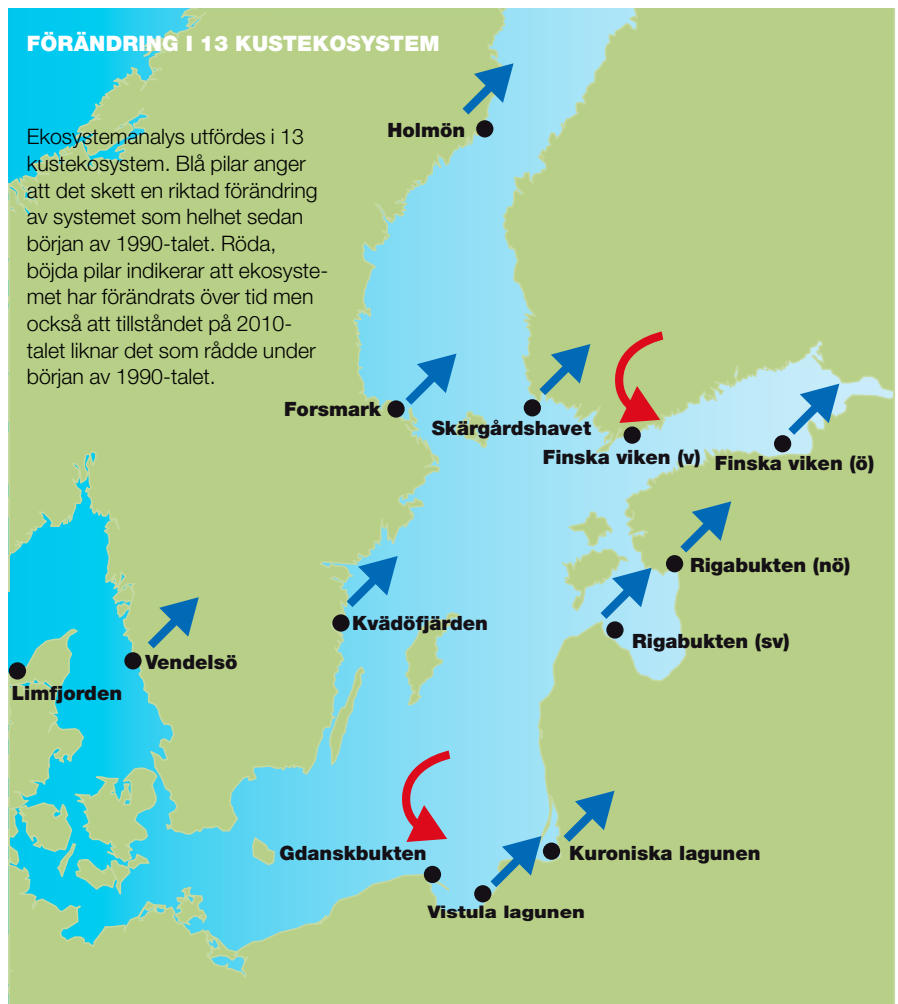 FÖRÄNDRING I 13 KUSTEKOSYSTEM
Ekosystemanalys utfördes i 13
kustekosystem. Blå pilar anger
att det skett en riktad förändring
av systemet som helhet sedan
början av 1990-talet. Röda,
böjda pilar indikerar att ekosyste-
met har förändrats över tid men
också att tillståndet på 2010-
talet liknar det som rådde under
början av 1990-talet.
Holmön
Forsmark
Skärgårdshavet
Finska viken (v)
Finska viken (ö)
Rigabukten (nö)
Kvädöfjärden
Rigabukten (sv)
Vendelsö
Limfjorden
Gdanskbukten
Kuroniska lagunen
Vistula lagunen